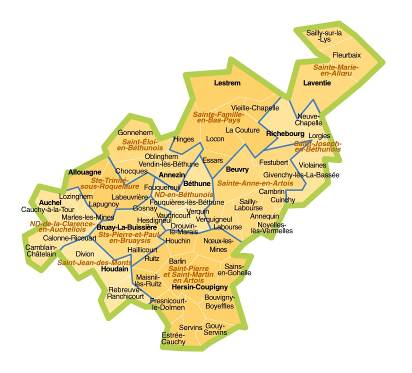 Sailly-sur-la
-Lys
Fleurbaix
Sainte-Marie-
en-Alloeu
Laventie
Lestrem
Vieille-Chapelle
Sainte-Famille-
en-Bas-Pays
Neuve-
Chapelle
La Couture
Richebourg
Lorgies
Gonnehem
Saint-Eloi-
en-Béthunois
Hinges
Locon
Saint-Joseph-
en-Béthunois
Oblinghem
Vendin-lès-Béthune
Essars
Festubert
Violaines
Allouagne
Chocques
Annezin
Beuvry
Givenchy-lès-La-Bassée
Ste-Trinité-
sous-Roquelaure
Fouquereuil
Béthune
Sainte-Anne-en-Artois
Cambrin
Cuinchy
Lozinghem
Labeuvrière
ND-en-Béthunois
Auchel
Cauchy-à-la-Tour
Lapugnoy
Gosnay
Fouquières-lès-Béthune
Sailly-
Labourse
Marles-les-Mines
Vaudricourt
Verquin
Annequin
ND-de-la-Clarence-
en-Auchellois
Hesdigneul
Verquigneul
Noyelles-
lès-Vermelles
Bruay-La-Buissière
Drouvin-
le-Marais
Labourse
Calonne-Ricouart
Sts-Pierre-et-Paul-
en-Bruaysis
Houchin
Noeux-les-
Mines
Camblain-
Châtelain
Divion
Haillicourt
Ruitz
Barlin
Saint-Jean-des-Monts
Houdain
Saint-Pierre
et Saint-Martin
en Artois
Sains-
en-Gohelle
Maisnil-
lès-Ruitz
Hersin-Coupigny
Rebreuve-
Ranchicourt
Fresnicourt-
le-Dolmen
Bouvigny-
Boyeffles
Servins
Gouy-
Servins
Estrée-
Cauchy